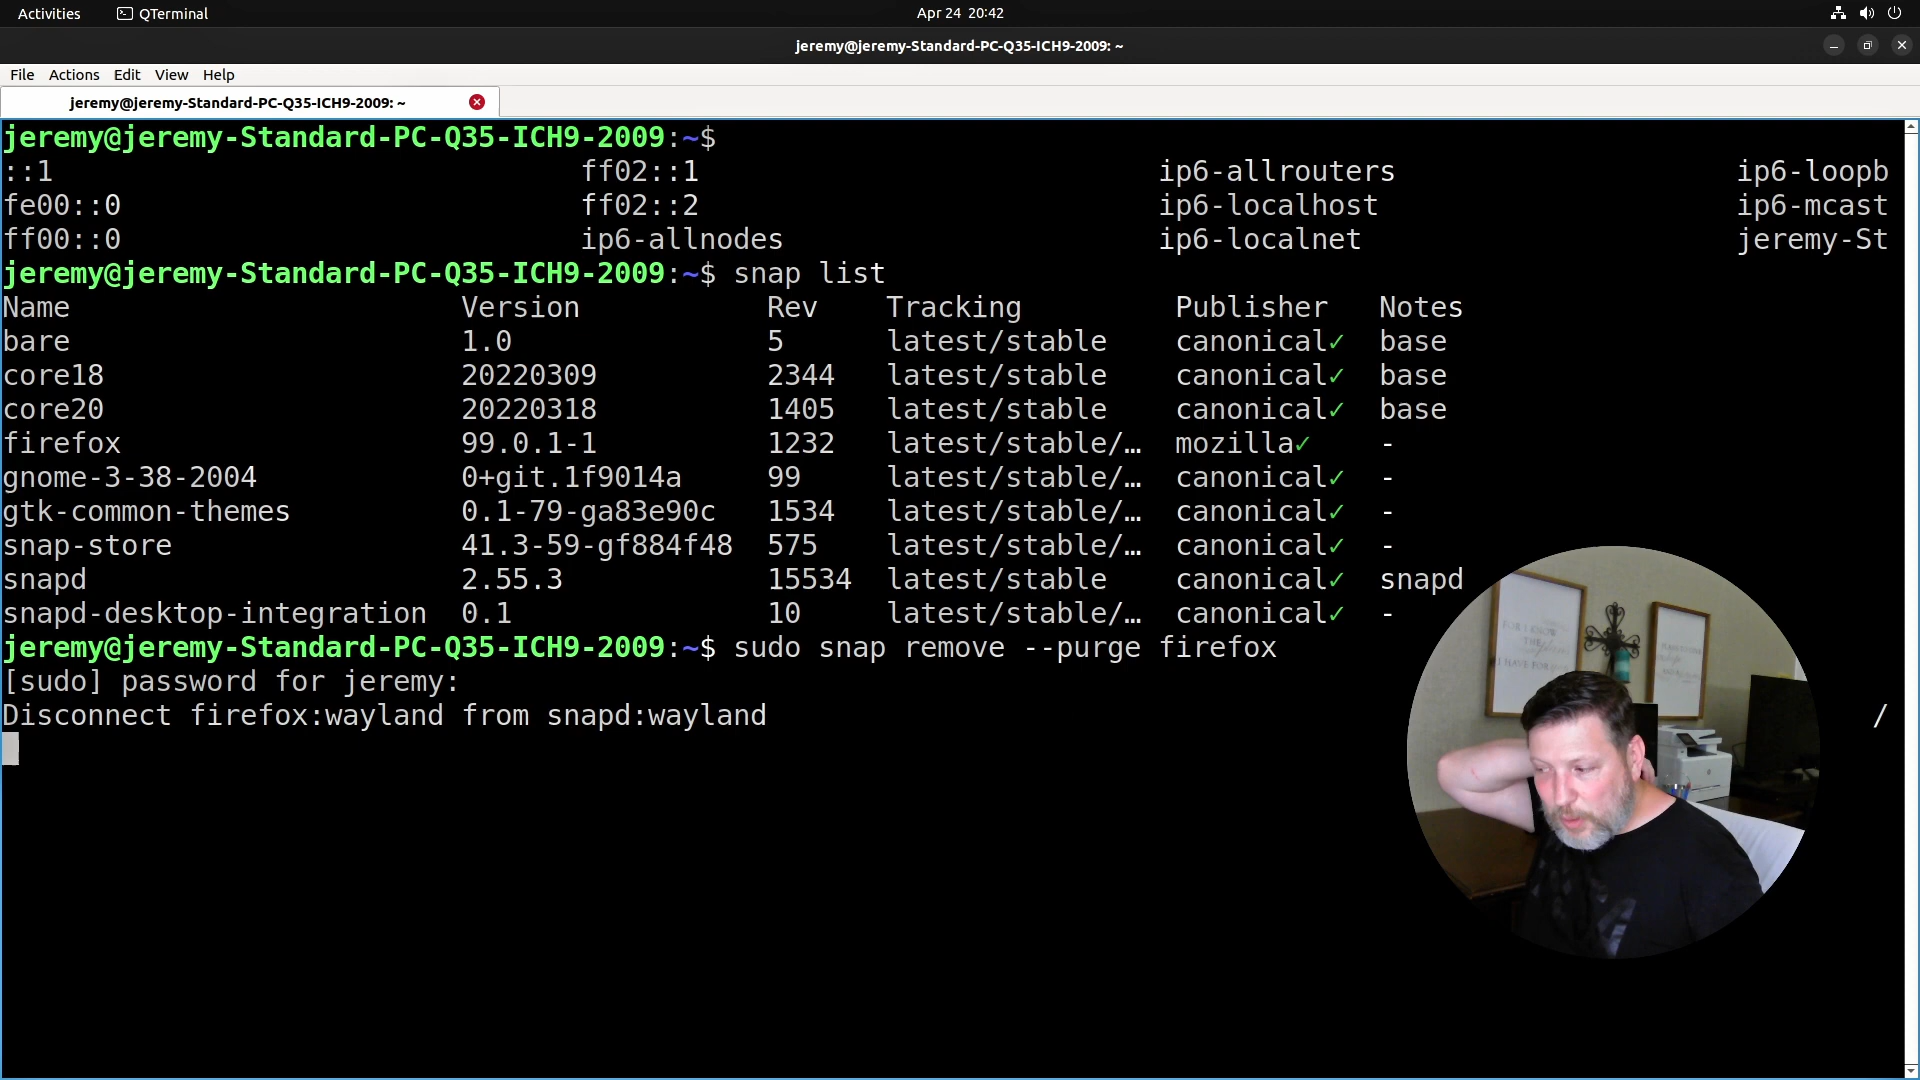 Activities QTerminal Apr 24 20:42
jeremy@jeremy-Standard-PC-Q35-ICH9-2009: ~
File Actions Edit View Help
jeremy@jeremy-Standard-PC-Q35-ICH9-2009: ~
jeremy@jeremy-Standard-PC-Q35-ICH9-2009:~$
::1 ff02::1 ip6-allrouters ip6-loopb
fe00::0 ff02::2 ip6-localhost ip6-mcast
ff00::0 ip6-allnodes ip6-localnet jeremy-St
jeremy@jeremy-Standard-PC-Q35-ICH9-2009:~$ snap list
Name Version Rev Tracking Publisher Notes
bare 1.0 5 latest/stable canonical✓ base
core18 20220309 2344 latest/stable canonical✓ base
core20 20220318 1405 latest/stable canonical✓ base
firefox 99.0.1-1 1232 latest/stable/… mozilla✓ -
gnome-3-38-2004 0+git.1f9014a 99 latest/stable/… canonical✓ -
gtk-common-themes 0.1-79-ga83e90c 1534 latest/stable/… canonical✓ -
snap-store 41.3-59-gf884f48 575 latest/stable/… canonical✓ -
snapd 2.55.3 15534 latest/stable canonical✓ snapd
snapd-desktop-integration 0.1 10 latest/stable/… canonical✓ -
jeremy@jeremy-Standard-PC-Q35-ICH9-2009:~$ sudo snap remove --purge firefox
[sudo] password for jeremy:
Disconnect firefox:wayland from snapd:wayland /
FOR I KNOW
I HAVE FOR